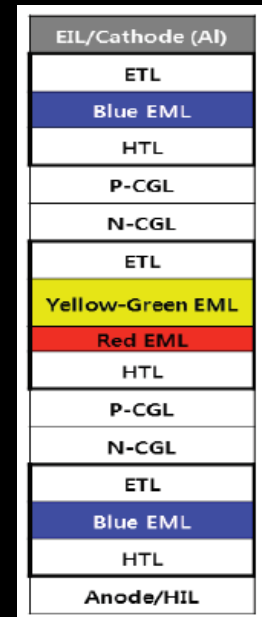 EIL/Cathode (Al)
ETL
Blue EML
HTL
P-CGL
N-CGL
ETL
Yellow-Green EML
Red EML
HTL
P-CGL
N-CGL
ETL
Blue EML
HTL
Anode/HIL